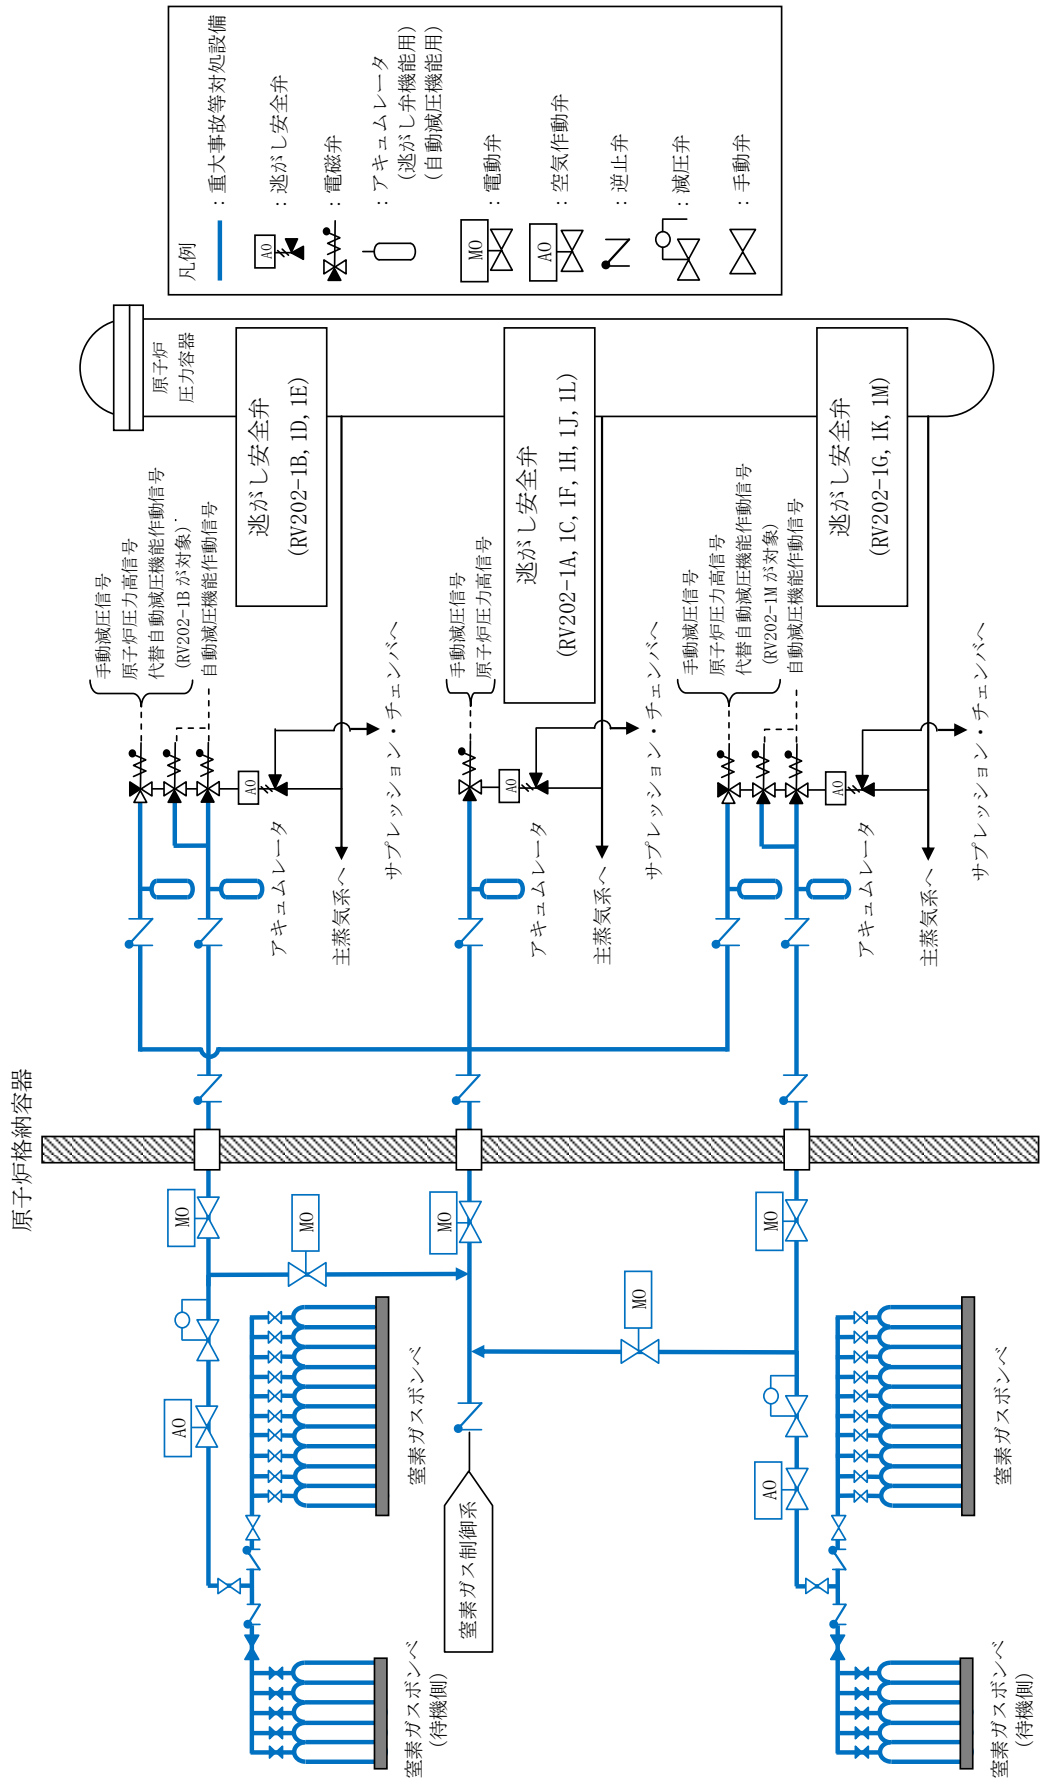 原子炉格納容器
凡例
：重大事故等対処設備
AO
：逃がし安全弁
：電磁弁
：アキュムレータ
(逃がし弁機能用)
(自動減圧機能用)
MO
：電動弁
AO
：空気作動弁
：逆止弁
：減圧弁
：手動弁
原子炉
圧力容器
逃がし安全弁
(RV202-1B, 1D, 1E)
手動減圧信号
原子炉圧力高信号
代替自動減圧機能作動信号
(RV202-1B が対象)
自動減圧機能作動信号
AO
アキュムレータ
主蒸気系へ
サプレッション・チェンバへ
逃がし安全弁
(RV202-1A, 1C, 1F, 1H, 1J, 1L)
手動減圧信号
原子炉圧力高信号
AO
アキュムレータ
主蒸気系へ
サプレッション・チェンバへ
逃がし安全弁
(RV202-1G, 1K, 1M)
手動減圧信号
原子炉圧力高信号
代替自動減圧機能作動信号
(RV202-1M が対象)
自動減圧機能作動信号
AO
アキュムレータ
主蒸気系へ
サプレッション・チェンバへ
MO
MO
MO
MO
MO
AO
AO
窒素ガスボンベ
窒素ガスボンベ
(待機側)
窒素ガス制御系
窒素ガスボンベ
窒素ガスボンベ
(待機側)